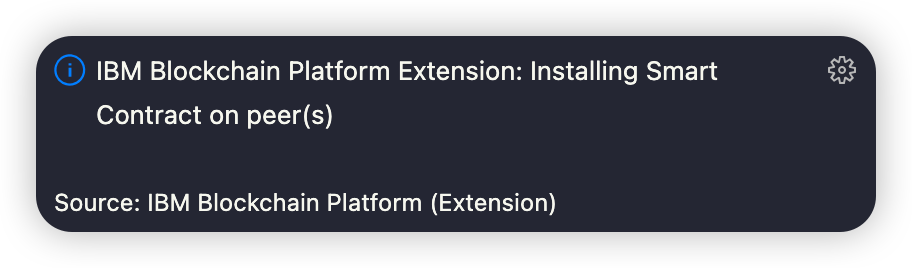 IBM Blockchain Platform Extension: Installing Smart
Contract on peer(s)
Source: IBM Blockchain Platform (Extension)